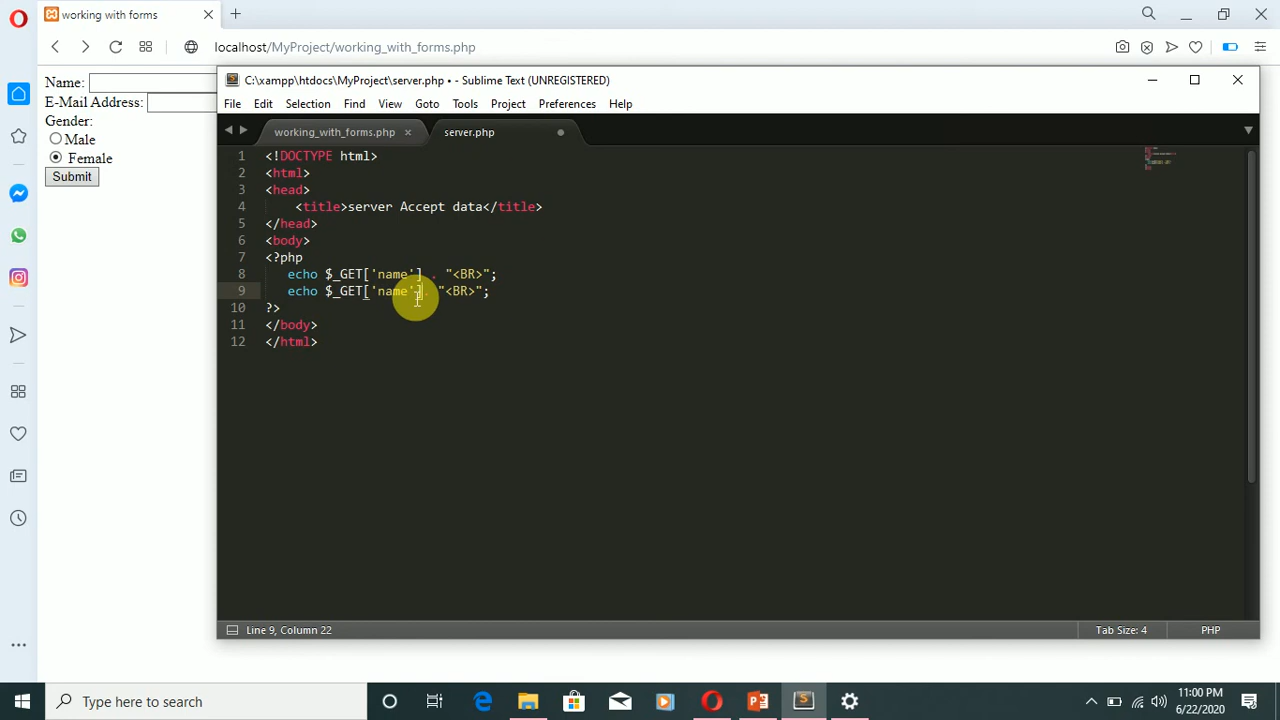 working with forms
localhost/MyProject/working_with_forms.php
Name:
E-Mail Address:
Gender:
Male
Female
Submit
C:\xampp\htdocs\MyProject\server.php • - Sublime Text (UNREGISTERED)
File Edit Selection Find View Goto Tools Project Preferences Help
working_with_forms.php server.php
1 <!DOCTYPE html>
2 <html>
3 <head>
4 <title>server Accept data</title>
5 </head>
6 <body>
7 <?php
8 echo $_GET['name'] . "<BR>";
9 echo $_GET['name']. "<BR>";
10 ?>
11 </body>
12 </html>
Line 9, Column 22 Tab Size: 4 PHP
Type here to search
11:00 PM
6/22/2020